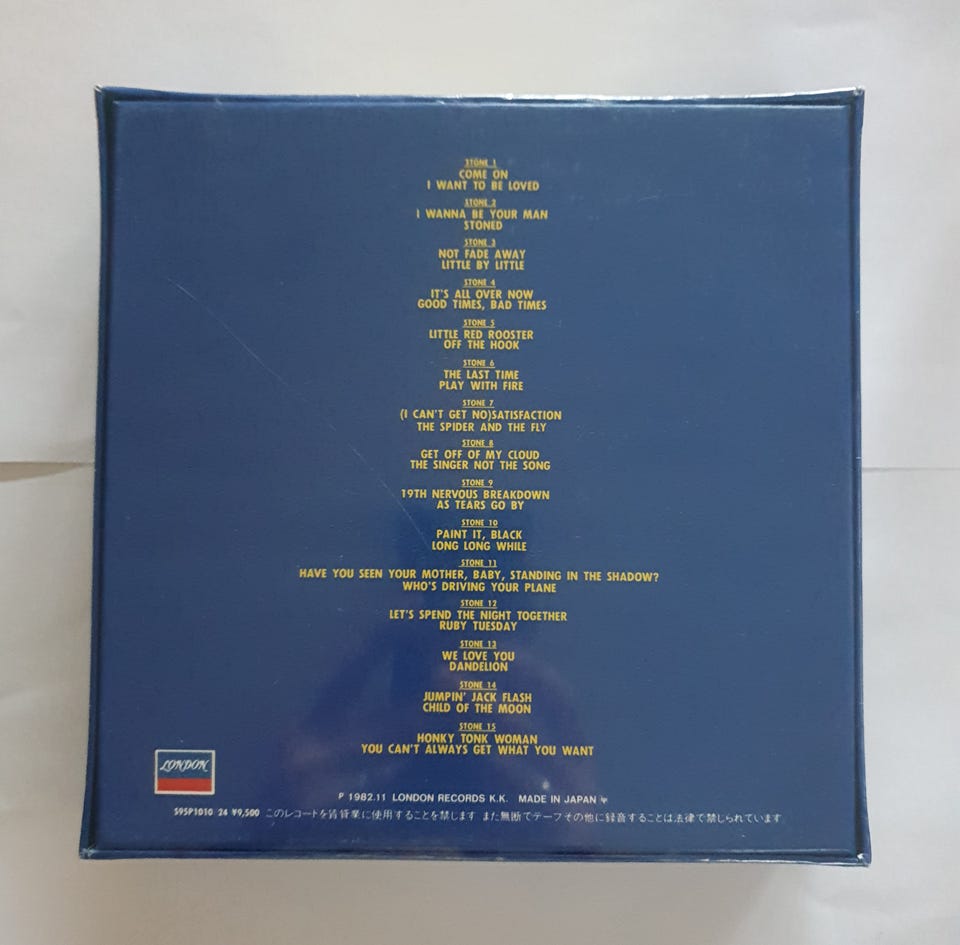 STONE 1
COME ON
I WANT TO BE LOVED
STONE 2
I WANNA BE YOUR MAN
STONED
STONE 3
NOT FADE AWAY
LITTLE BY LITTLE
STONE 4
IT'S ALL OVER NOW
GOOD TIMES, BAD TIMES
STONE 5
LITTLE RED ROOSTER
OFF THE HOOK
STONE 6
THE LAST TIME
PLAY WITH FIRE
STONE 7
(I CAN'T GET NO)SATISFACTION
THE SPIDER AND THE FLY
STONE 8
GET OFF OF MY CLOUD
THE SINGER NOT THE SONG
STONE 9
19TH NERVOUS BREAKDOWN
AS TEARS GO BY
STONE 10
PAINT IT, BLACK
LONG LONG WHILE
STONE 11
HAVE YOU SEEN YOUR MOTHER, BABY, STANDING IN THE SHADOW?
WHO'S DRIVING YOUR PLANE
STONE 12
LET'S SPEND THE NIGHT TOGETHER
RUBY TUESDAY
STONE 13
WE LOVE YOU
DANDELION
STONE 14
JUMPIN' JACK FLASH
CHILD OF THE MOON
STONE 15
HONKY TONK WOMAN
YOU CAN'T ALWAYS GET WHAT YOU WANT
LONDON
P 1982.11 LONDON RECORDS K.K. MADE IN JAPAN
S95P1010 24 ¥9,500 このレコードを賃貸業に使用することを禁します また無断でテープその他に録音することは法律で禁じられています